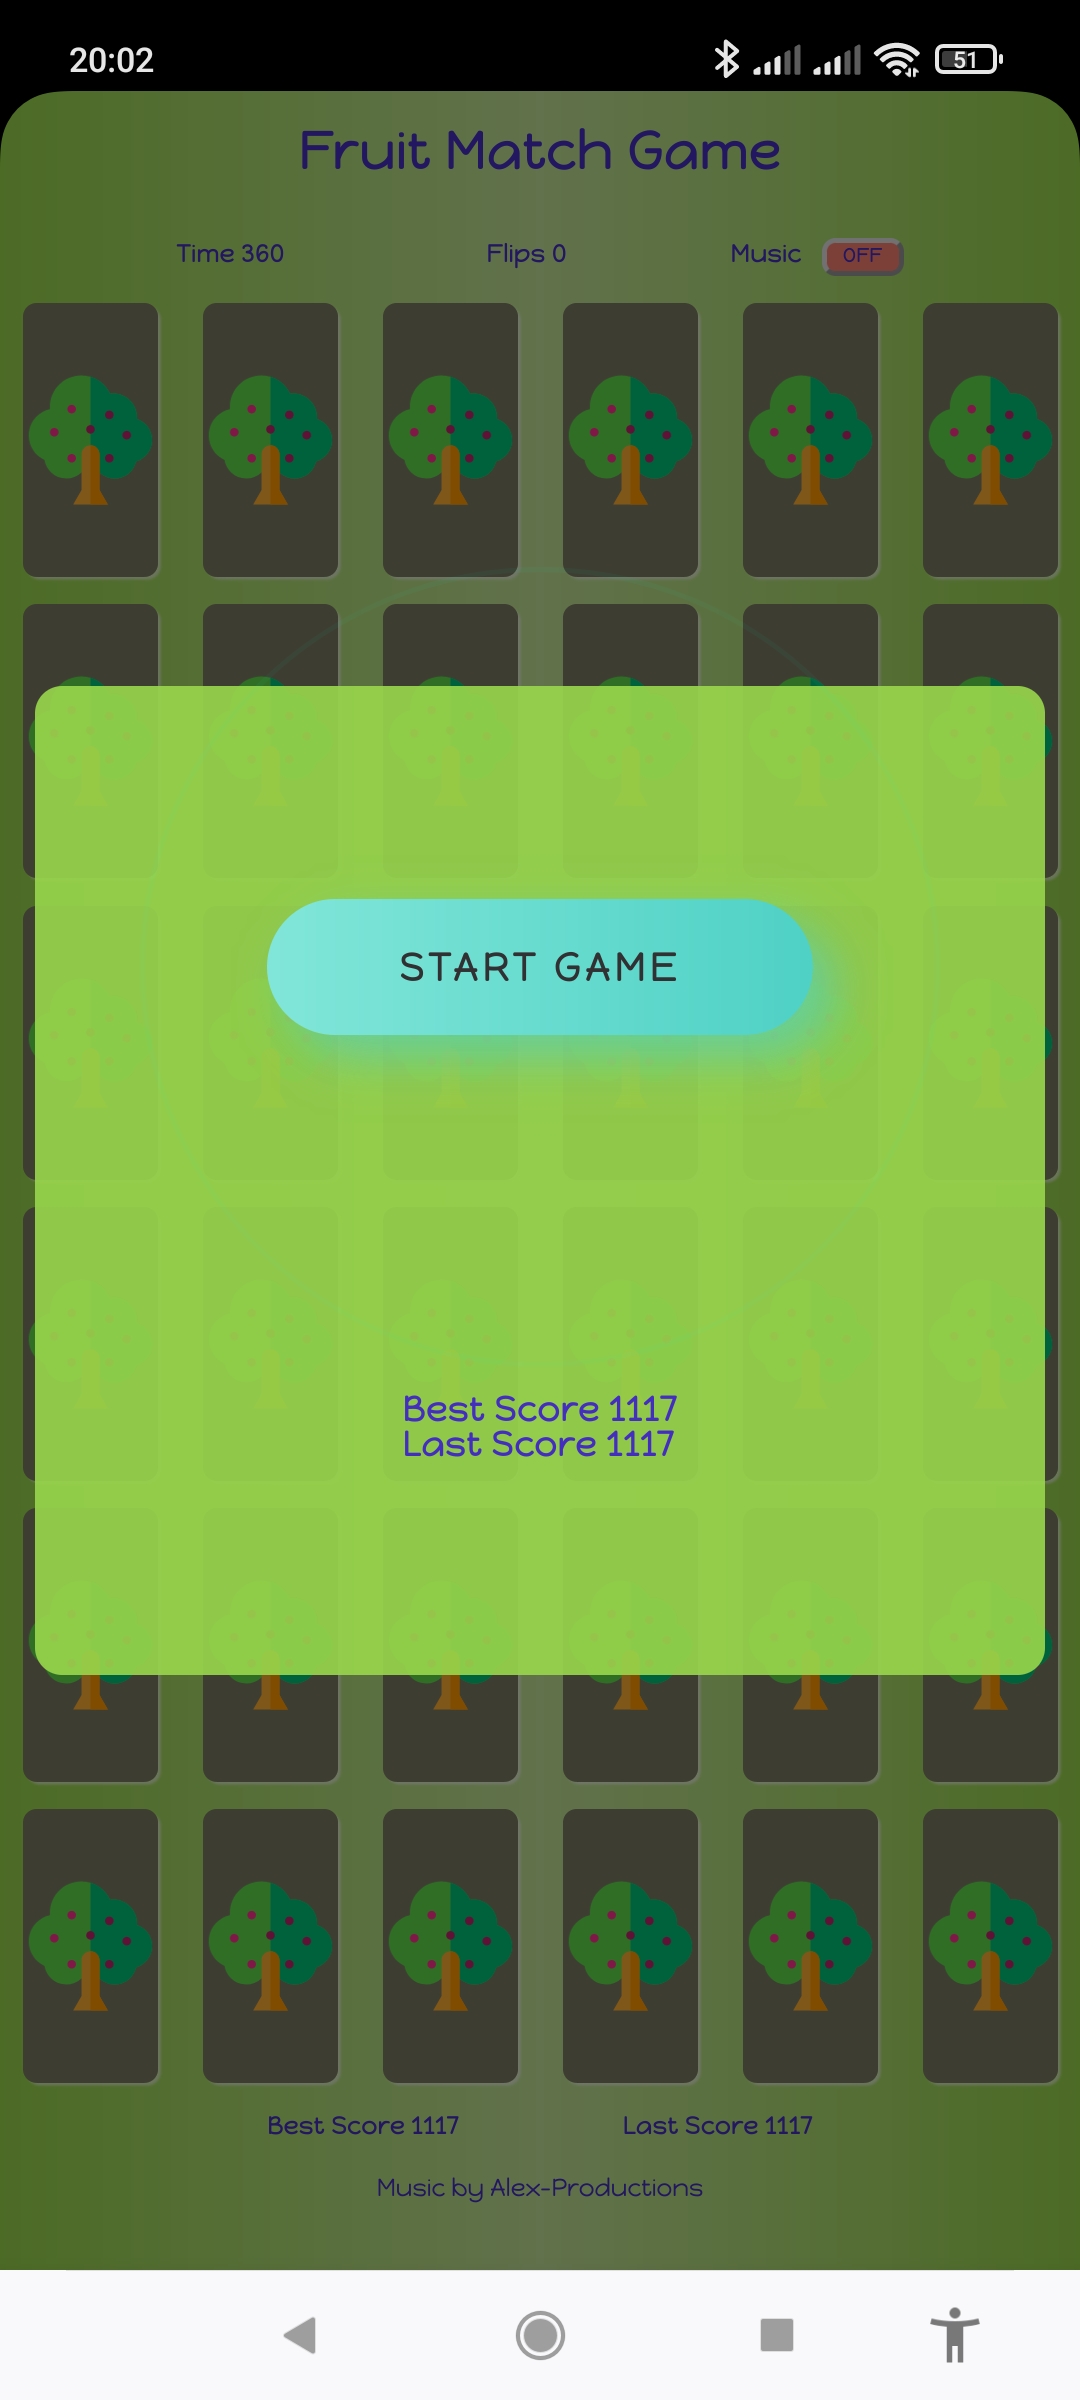 20:02
51
Fruit Match Game
Time 360 Flips 0 Music OFF
START GAME
Best Score 1117
Last Score 1117
Best Score 1117 Last Score 1117
Music by Alex-Productions